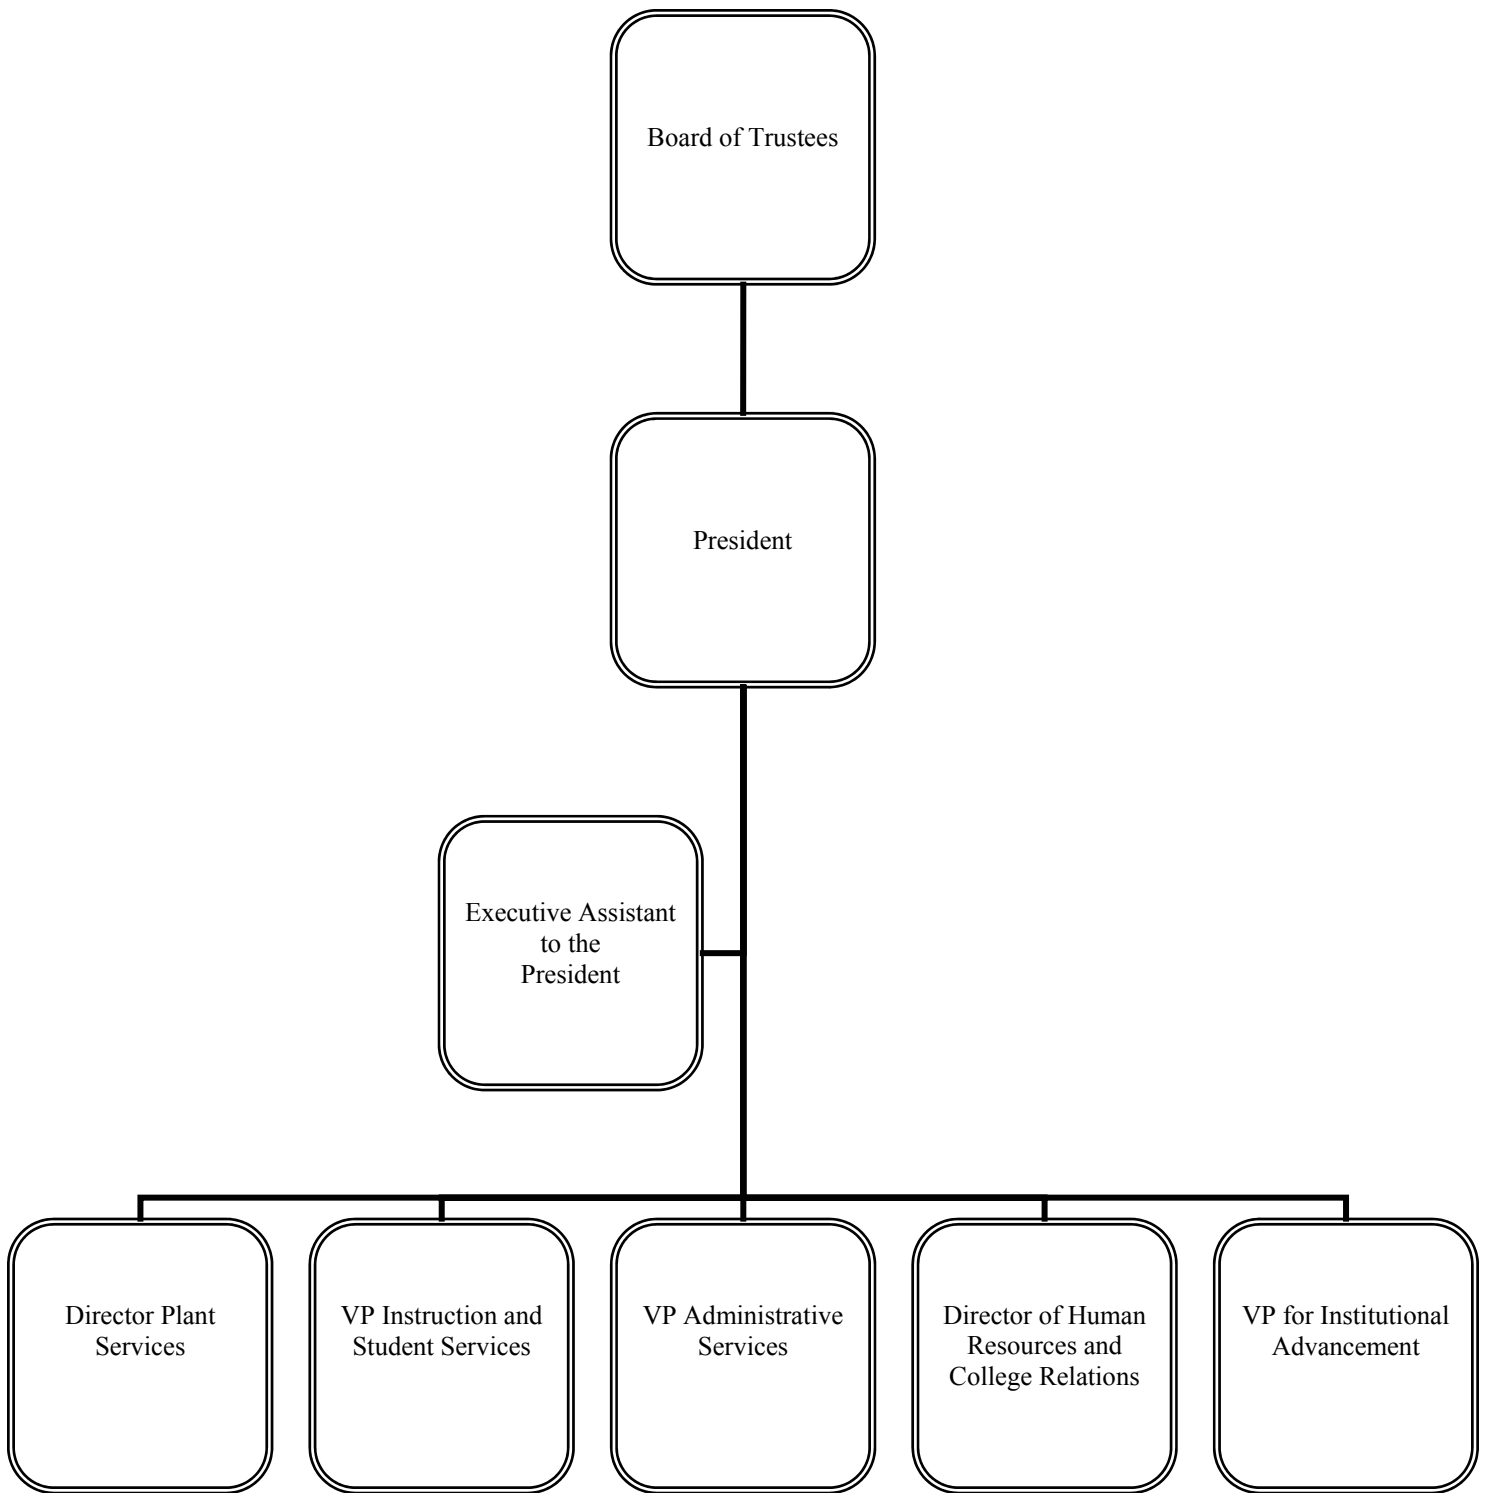 Board of Trustees
President
Executive Assistant
to the
President
Director Plant
Services
VP Instruction and
Student Services
VP Administrative
Services
Director of Human
Resources and
College Relations
VP for Institutional
Advancement